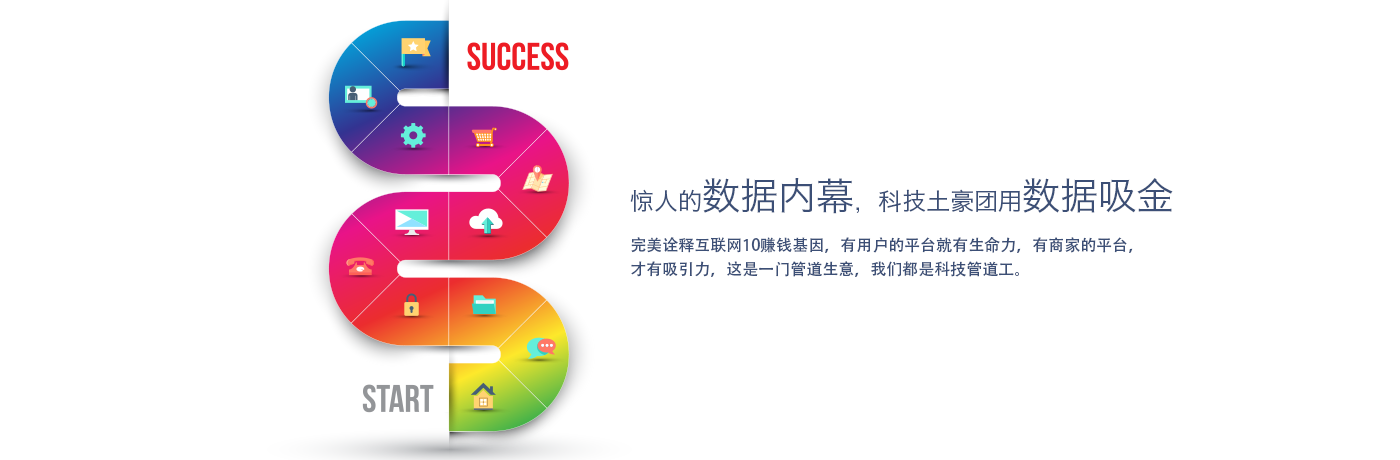 SUCCESS
惊人的数据内幕，科技土豪团用数据吸金
完美诠释互联网10赚钱基因，有用户的平台就有生命力，有商家的平台，
才有吸引力，这是一门管道生意，我们都是科技管道工。
START